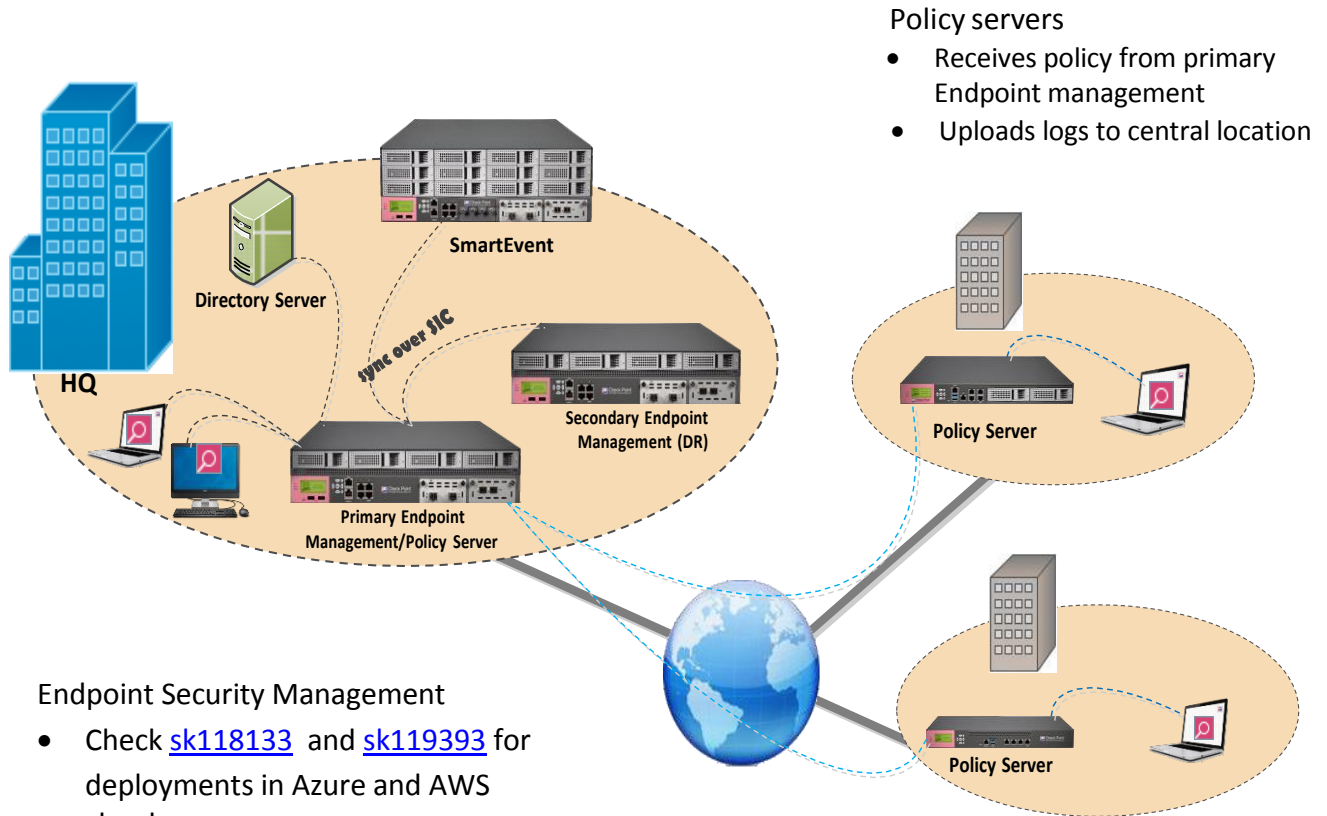 Policy servers
• Receives policy from primary
Endpoint management
• Uploads logs to central location
SmartEvent
Directory Server
sync over SIC
HQ
Secondary Endpoint
Management (DR)
Primary Endpoint
Management/Policy Server
Check Point
Policy Server
Policy Server
Endpoint Security Management
• Check sk118133 and sk119393 for
deployments in Azure and AWS